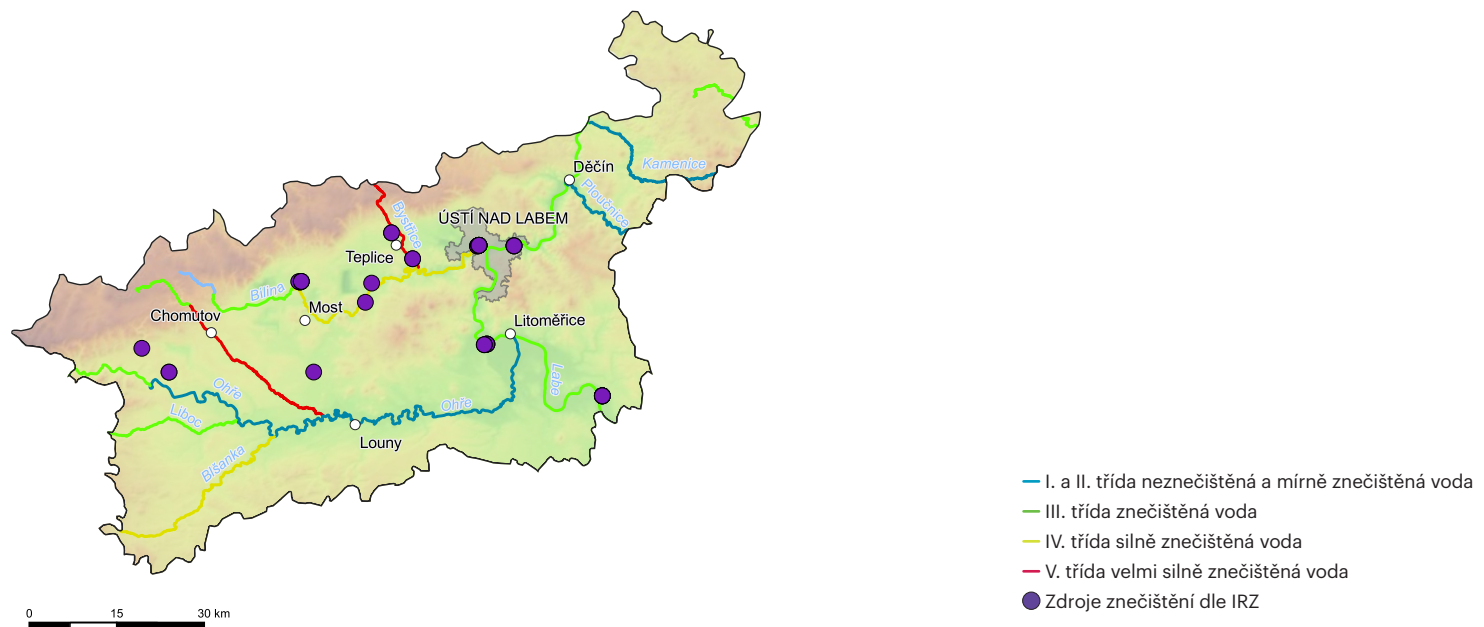 Kamenice
Děčín
Ploučnice
Bystřice
ÚSTÍ NAD LABEM
Teplice
Bílina
Most
Chomutov
Litoměřice
Labe
Ohře
Ohře
Liboc
Louny
Blšanka
I. a II. třída neznečištěná a mírně znečištěná voda
III. třída znečištěná voda
IV. třída silně znečištěná voda
V. třída velmi silně znečištěná voda
Zdroje znečištění dle IRZ
0 15 30 km